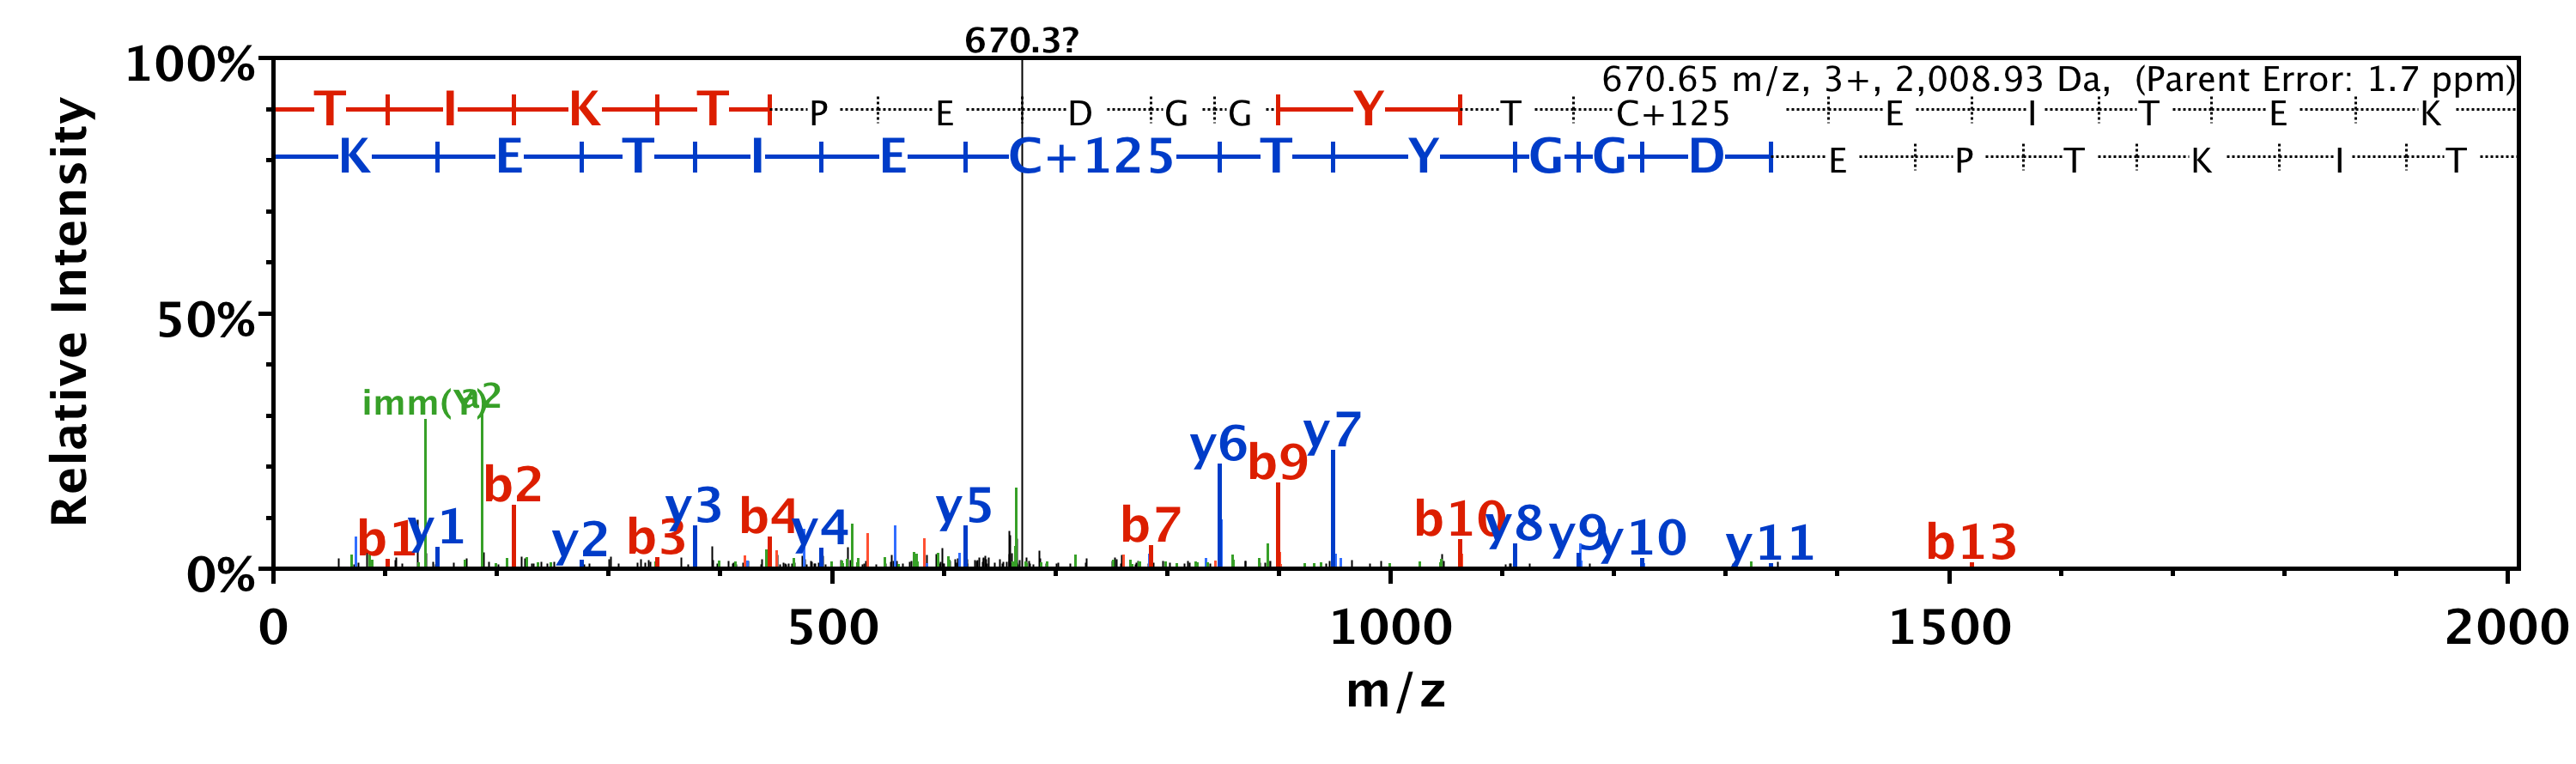 670.3?
100%
670.65 m/z, 3+, 2,008.93 Da, (Parent Error: 1.7 ppm)
T I K T P E D G G Y T C+125 E I T E K
K E T I E C+125 T Y G G D E P T K I T
Relative Intensity
50%
imm(Y) a2
y6 b9 y7
b2 y3 b4 y5 b10
b1 y1 y2 b3 y4 b7 y8 y9 y10 y11 b13
0%
0 500 1000 1500 2000
m/z